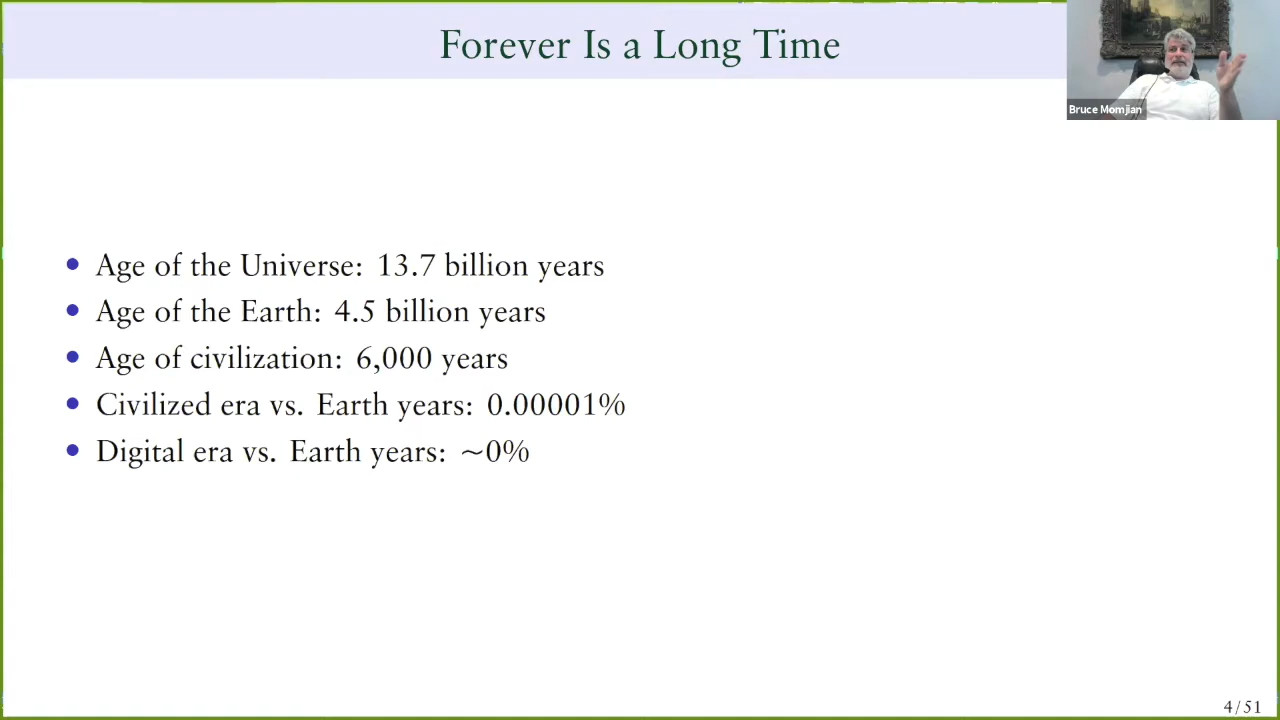 Forever Is a Long Time
Bruce Momjian
• Age of the Universe: 13.7 billion years
• Age of the Earth: 4.5 billion years
• Age of civilization: 6,000 years
• Civilized era vs. Earth years: 0.00001%
• Digital era vs. Earth years: ~0%
4/51